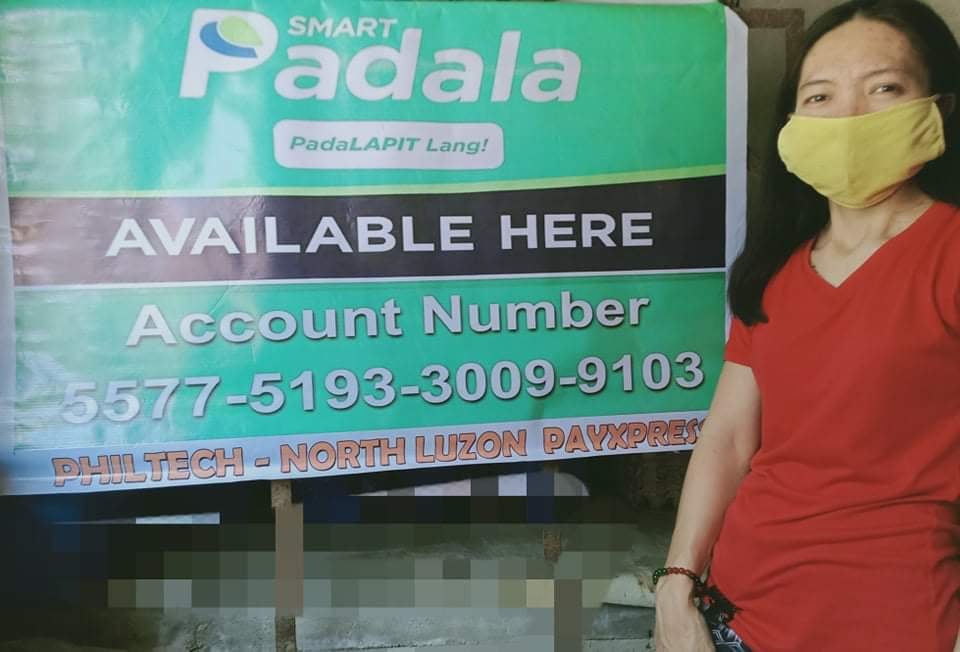 SMART
Padala
PadaLAPIT Lang!
AVAILABLE HERE
Account Number
5577-5193-3009-9103
PHILTECH - NORTH LUZON PAYXPRESS